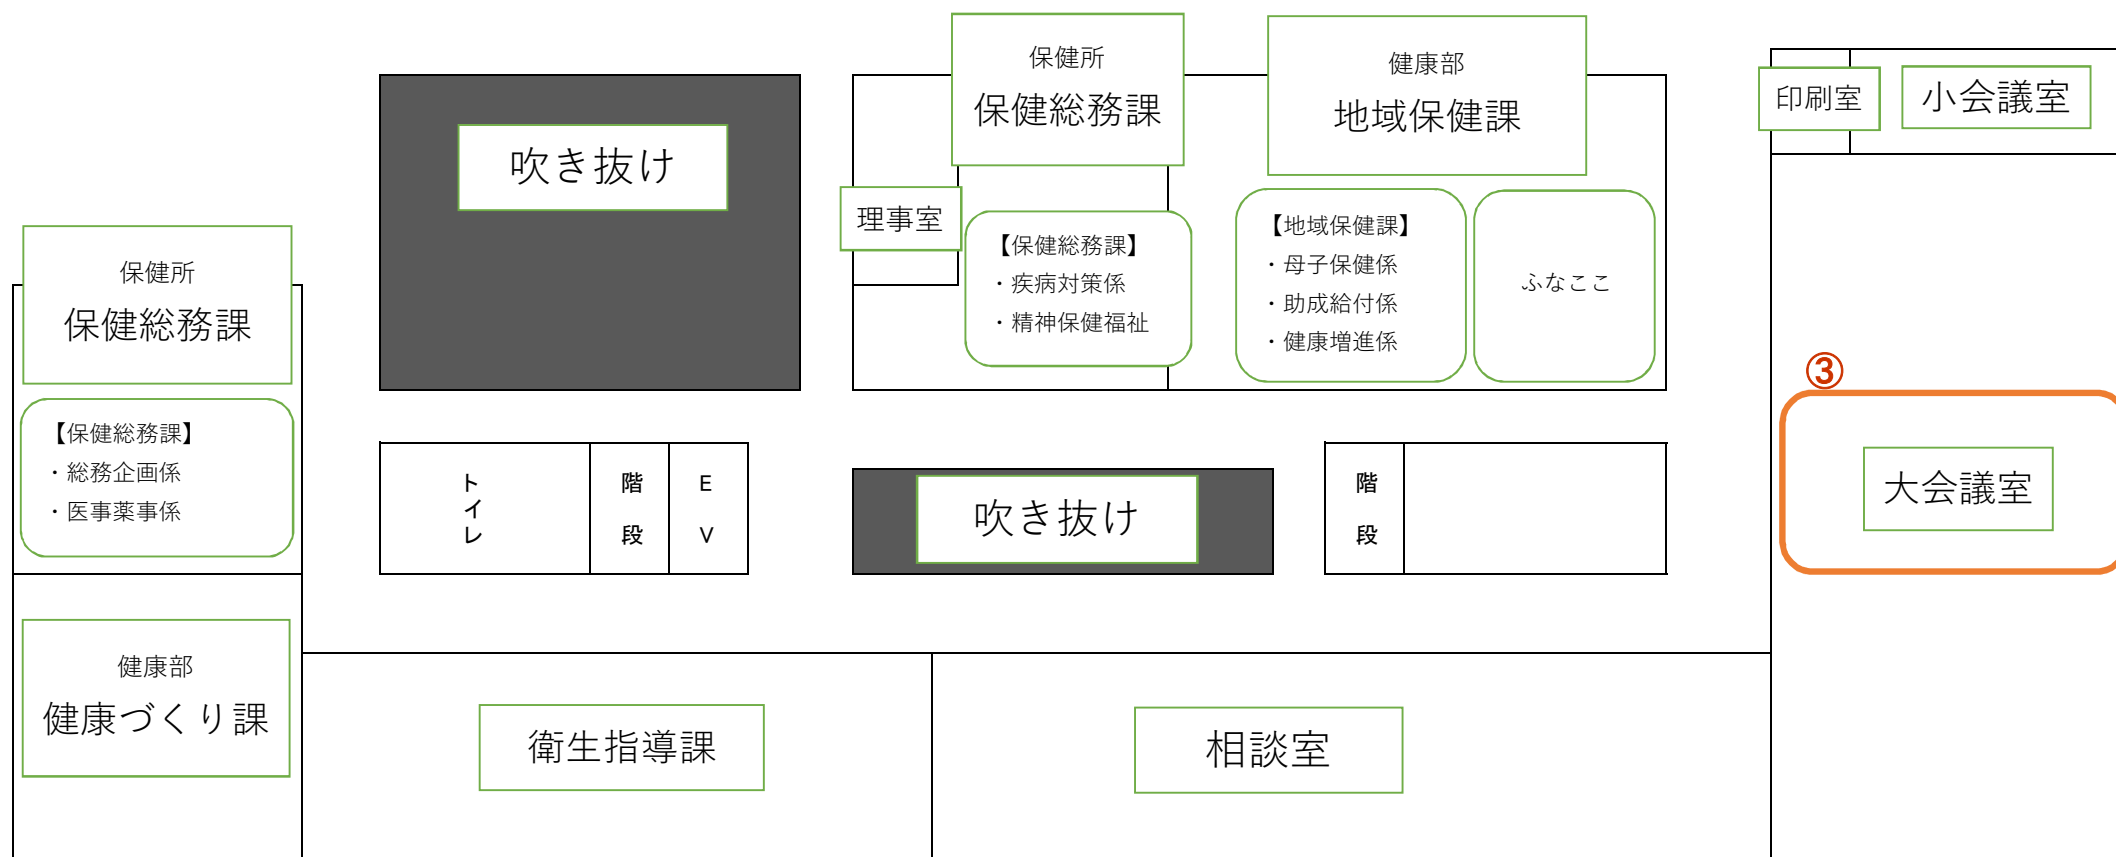 保健所
保健総務課
【保健総務課】
・総務企画係
・医事薬事係
健康部
健康づくり課
吹き抜け
トイレ
階段
EV
保健所
保健総務課
理事室
【保健総務課】
・疾病対策係
・精神保健福祉
健康部
地域保健課
【地域保健課】
・母子保健係
・助成給付係
・健康増進係
ふなここ
吹き抜け
階段
印刷室
小会議室
③
大会議室
衛生指導課
相談室